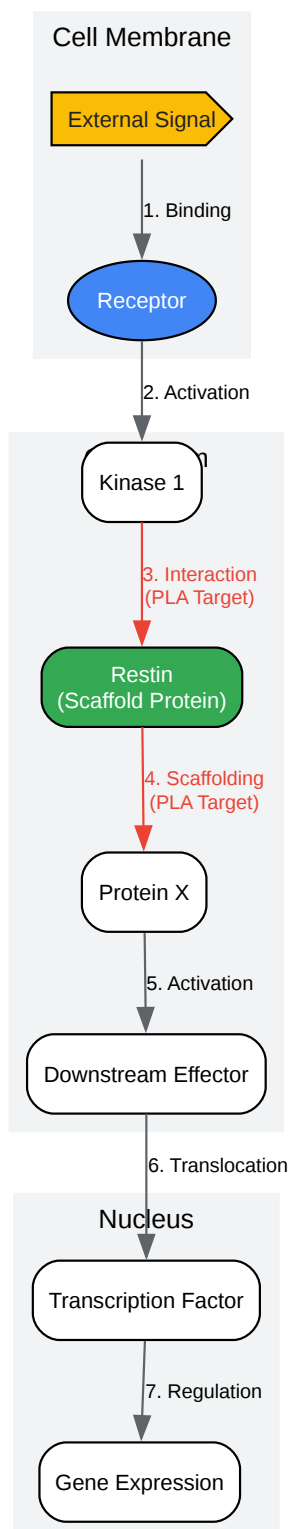 Cell Membrane
External Signal
1. Binding
Receptor
2. Activation
Kinase 1
3. Interaction
(PLA Target)
Restin
(Scaffold Protein)
4. Scaffolding
(PLA Target)
Protein X
5. Activation
Downstream Effector
6. Translocation
Nucleus
Transcription Factor
7. Regulation
Gene Expression